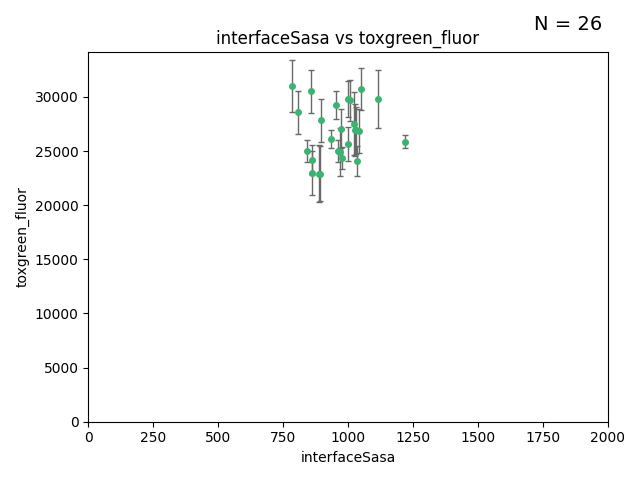 N = 26
interfaceSasa vs toxgreen_fluor
30000
25000
20000
15000
10000
5000
0
toxgreen_fluor
0 250 500 750 1000 1250 1500 1750 2000
interfaceSasa